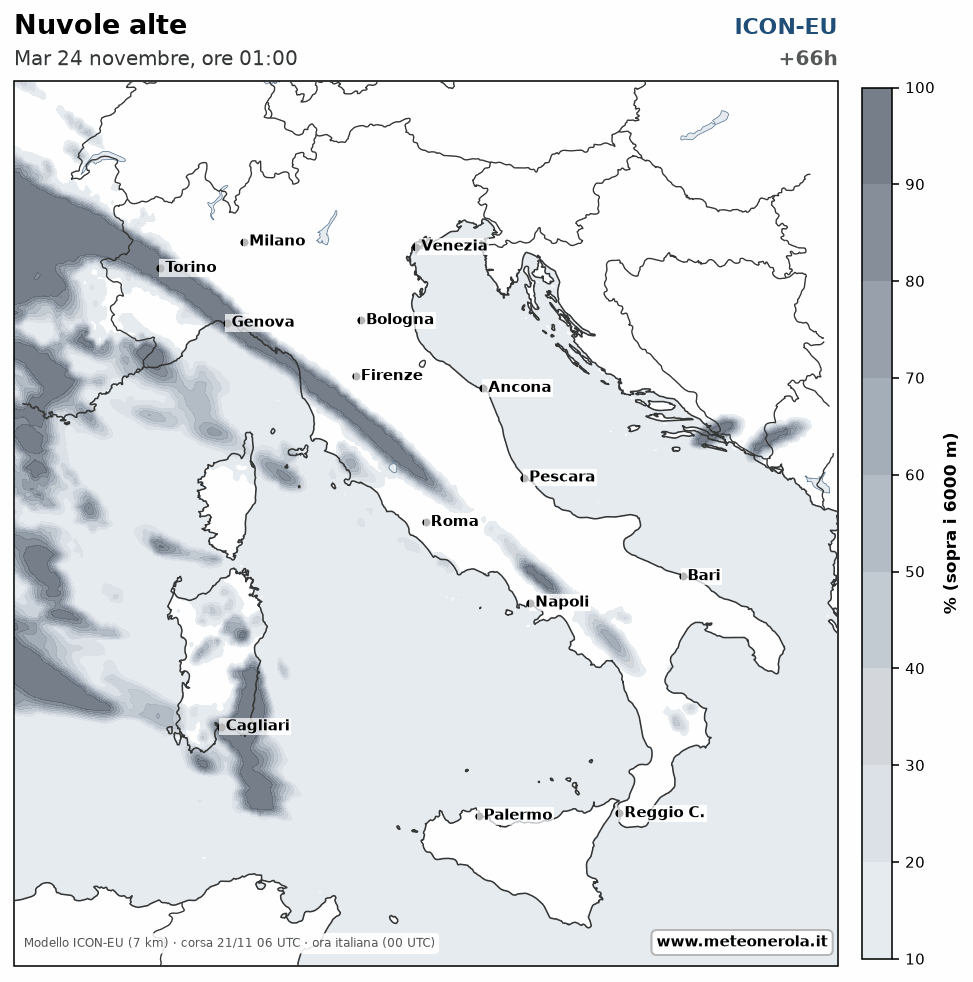 Nuvole alte
ICON-EU
Mar 24 novembre, ore 01:00
+66h
Milano
Venezia
Torino
Genova
Bologna
Firenze
Ancona
Pescara
Roma
Bari
Napoli
Cagliari
Palermo
Reggio C.
Modello ICON-EU (7 km) · corsa 21/11 06 UTC · ora italiana (00 UTC)
www.meteonerola.it
100
90
80
70
60
50
40
30
20
10
% (sopra i 6000 m)